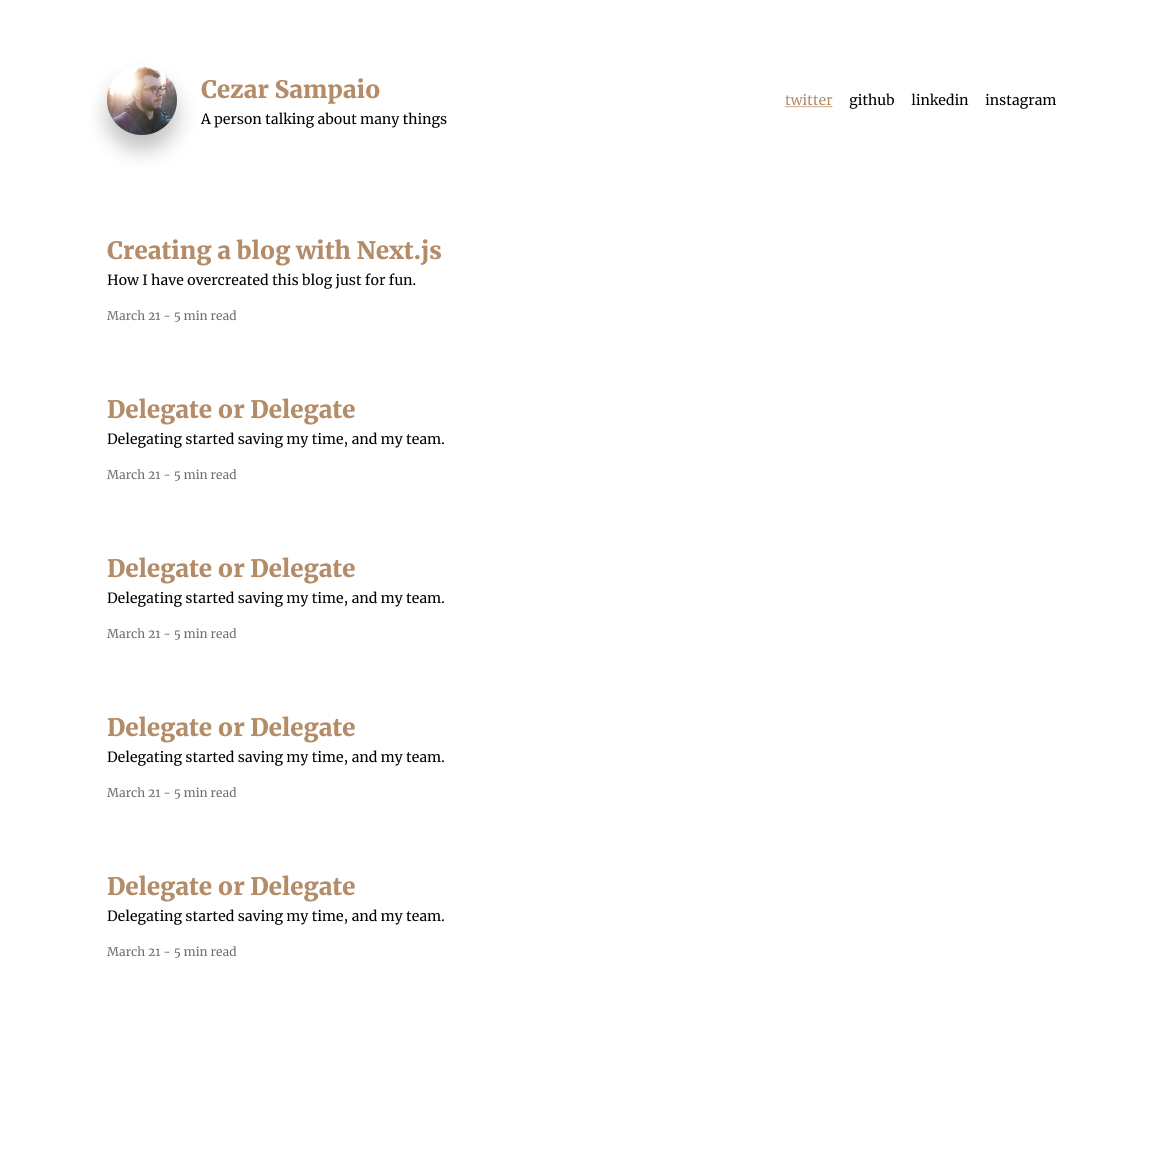 Cezar Sampaio
A person talking about many things
twitter github linkedin instagram
Creating a blog with Next.js
How I have overcreated this blog just for fun.
March 21 - 5 min read
Delegate or Delegate
Delegating started saving my time, and my team.
March 21 - 5 min read
Delegate or Delegate
Delegating started saving my time, and my team.
March 21 - 5 min read
Delegate or Delegate
Delegating started saving my time, and my team.
March 21 - 5 min read
Delegate or Delegate
Delegating started saving my time, and my team.
March 21 - 5 min read